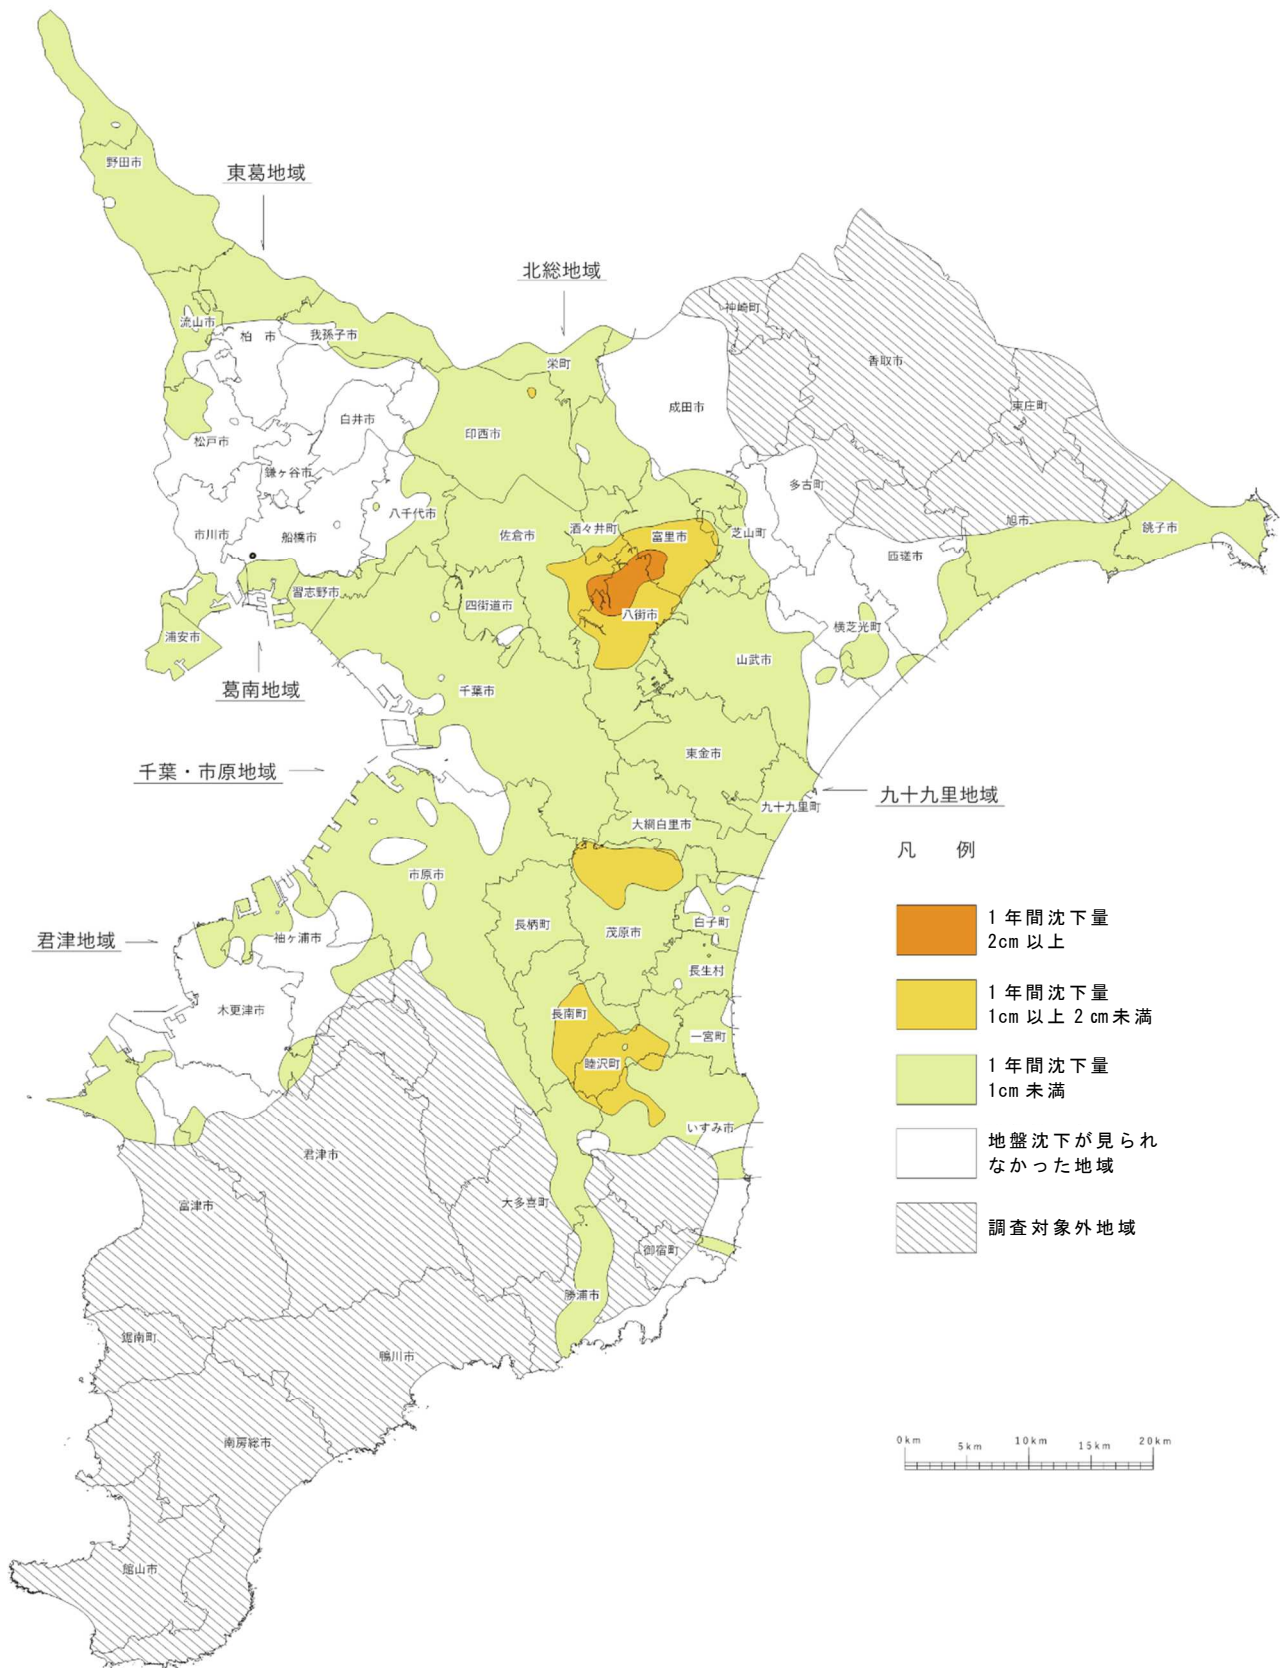 野田市
東葛地域
北総地域
神崎町
流山市
柏　市
我孫子市
栄町
香取市
成田市
東庄町
白井市
印西市
松戸市
鎌ヶ谷市
多古町
八千代市
市川市
船橋市
佐倉市
酒々井町
富里市
芝山町
旭市
銚子市
匝瑳市
習志野市
四街道市
八街市
横芝光町
浦安市
山武市
葛南地域
千葉市
東金市
千葉・市原地域
九十九里町
九十九里地域
大網白里市
凡　例
市原市
1年間沈下量
2cm以上
長柄町
茂原市
白子町
君津地域
袖ヶ浦市
長生村
1年間沈下量
1cm以上2cm未満
木更津市
長南町
一宮町
睦沢町
1年間沈下量
1cm未満
いすみ市
地盤沈下が見られ
なかった地域
君津市
富津市
大多喜町
調査対象外地域
御宿町
勝浦市
鋸南町
鴨川市
南房総市
0km
5km
10km
15km
20km
館山市